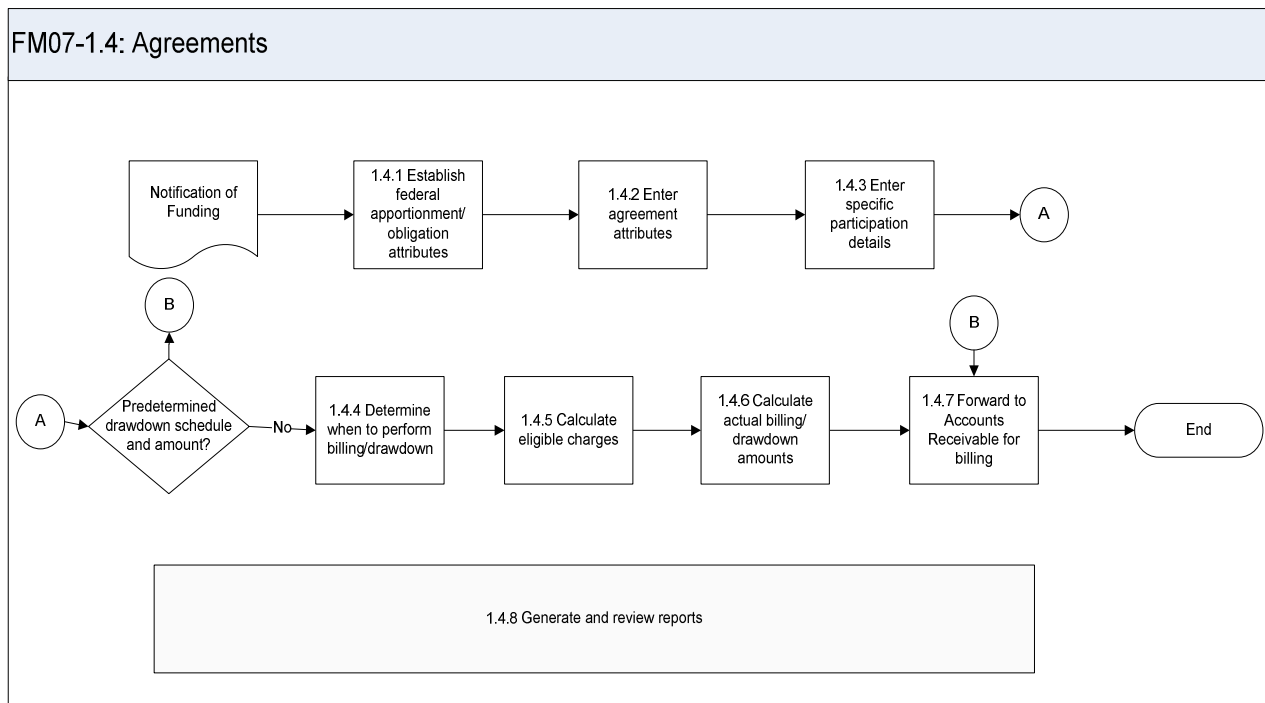 FM07-1.4: Agreements
Notification of
Funding
1.4.1 Establish
federal
apportionment/
obligation
attributes
1.4.2 Enter
agreement
attributes
1.4.3 Enter
specific
participation
details
A
B
A
Predetermined
drawdown schedule
and amount?
No
1.4.4 Determine
when to perform
billing/drawdown
1.4.5 Calculate
eligible charges
1.4.6 Calculate
actual billing/
drawdown
amounts
B
1.4.7 Forward to
Accounts
Receivable for
billing
End
1.4.8 Generate and review reports